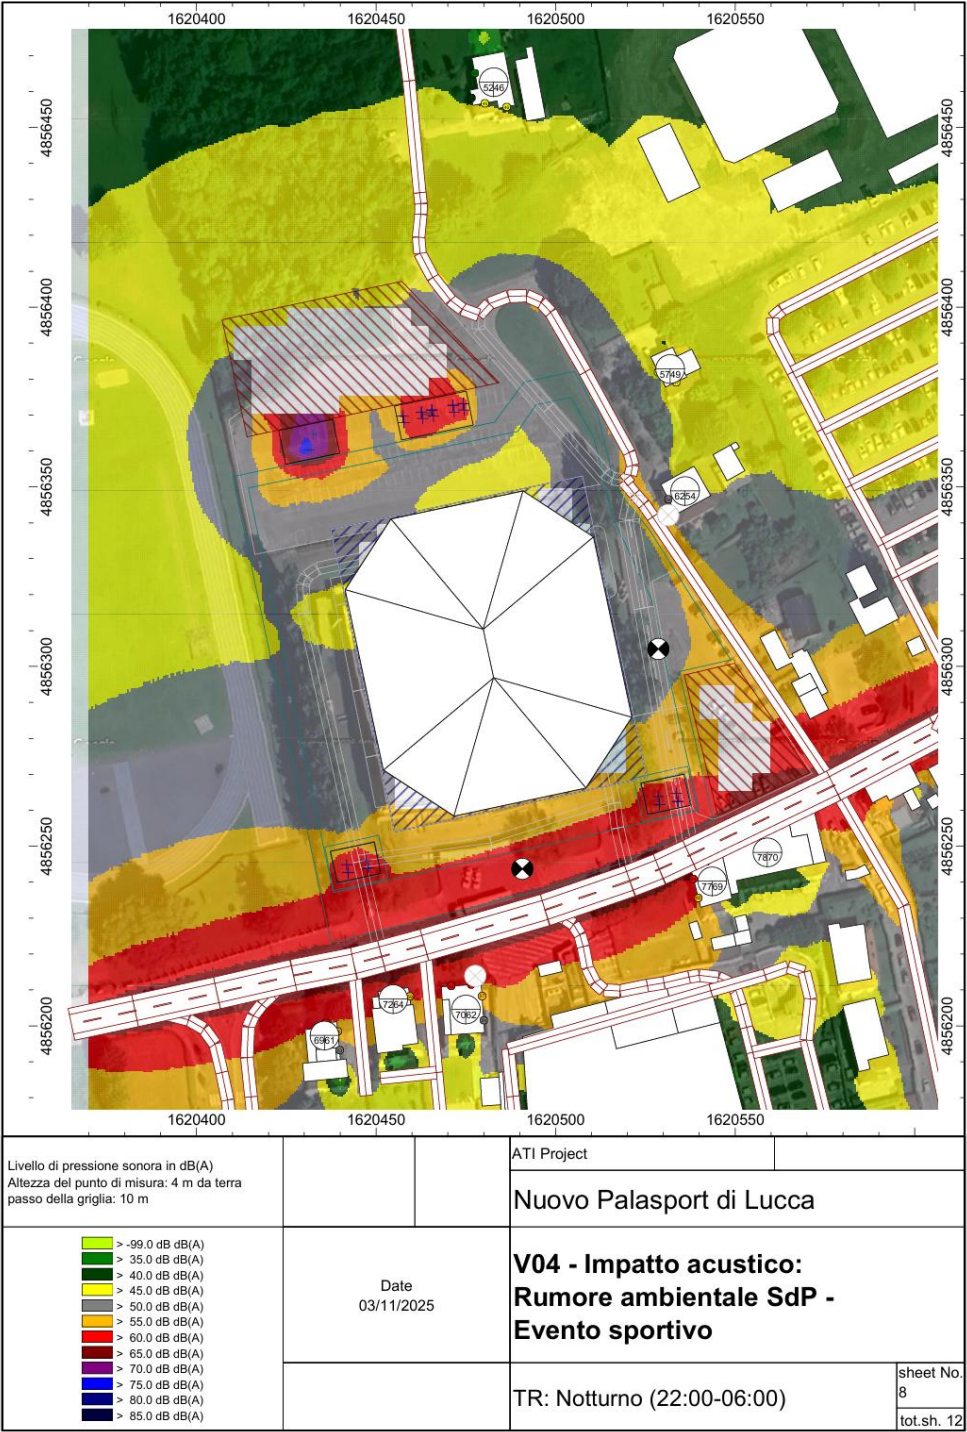 1620400
1620450
1620500
1620550
4856450
4856450
4856400
4856400
4856350
4856350
4856300
4856300
4856250
4856250
4856200
4856200
5246
5749
6254
7870
7769
7264
7062
6961
1620400
1620450
1620500
1620550
Livello di pressione sonora in dB(A)
Altezza del punto di misura: 4 m da terra
passo della griglia: 10 m
> -99.0 dB dB(A)
> 35.0 dB dB(A)
> 40.0 dB dB(A)
> 45.0 dB dB(A)
> 50.0 dB dB(A)
> 55.0 dB dB(A)
> 60.0 dB dB(A)
> 65.0 dB dB(A)
> 70.0 dB dB(A)
> 75.0 dB dB(A)
> 80.0 dB dB(A)
> 85.0 dB dB(A)
Date
03/11/2025
ATI Project
Nuovo Palasport di Lucca
V04 - Impatto acustico:
Rumore ambientale SdP -
Evento sportivo
TR: Notturno (22:00-06:00)
sheet No.
8
tot.sh. 12